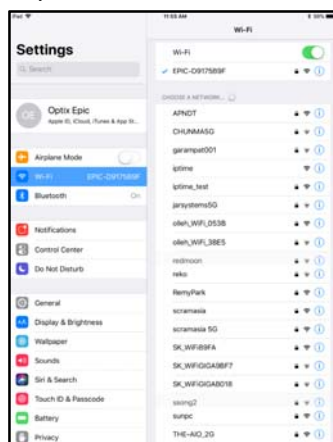 iPad
11:55 AM
Settings
Wi-Fi
Search
Wi-Fi
EPIC-D917589F
CHOOSE A NETWORK...
OE
Optix Epic
Apple ID, iCloud, iTunes & App St...
APNDT
CHUNMASG
garampat001
Airplane Mode
iptime
Wi-Fi
EPIC-D917589F
iptime_test
Bluetooth
On
jarsystems5G
olleh_WiFi_053B
Notifications
olleh_WiFi_38E5
Control Center
redmoon
Do Not Disturb
reko
RemyPark
General
scramasia
Display & Brightness
scramasia 5G
Wallpaper
SK_WiFiB9FA
Sounds
SK_WiFiGIGA9BF7
Siri & Search
SK_WiFiGIGAB018
Touch ID & Passcode
ssong2
Battery
sunpc
Privacy
THE-AIO_2G